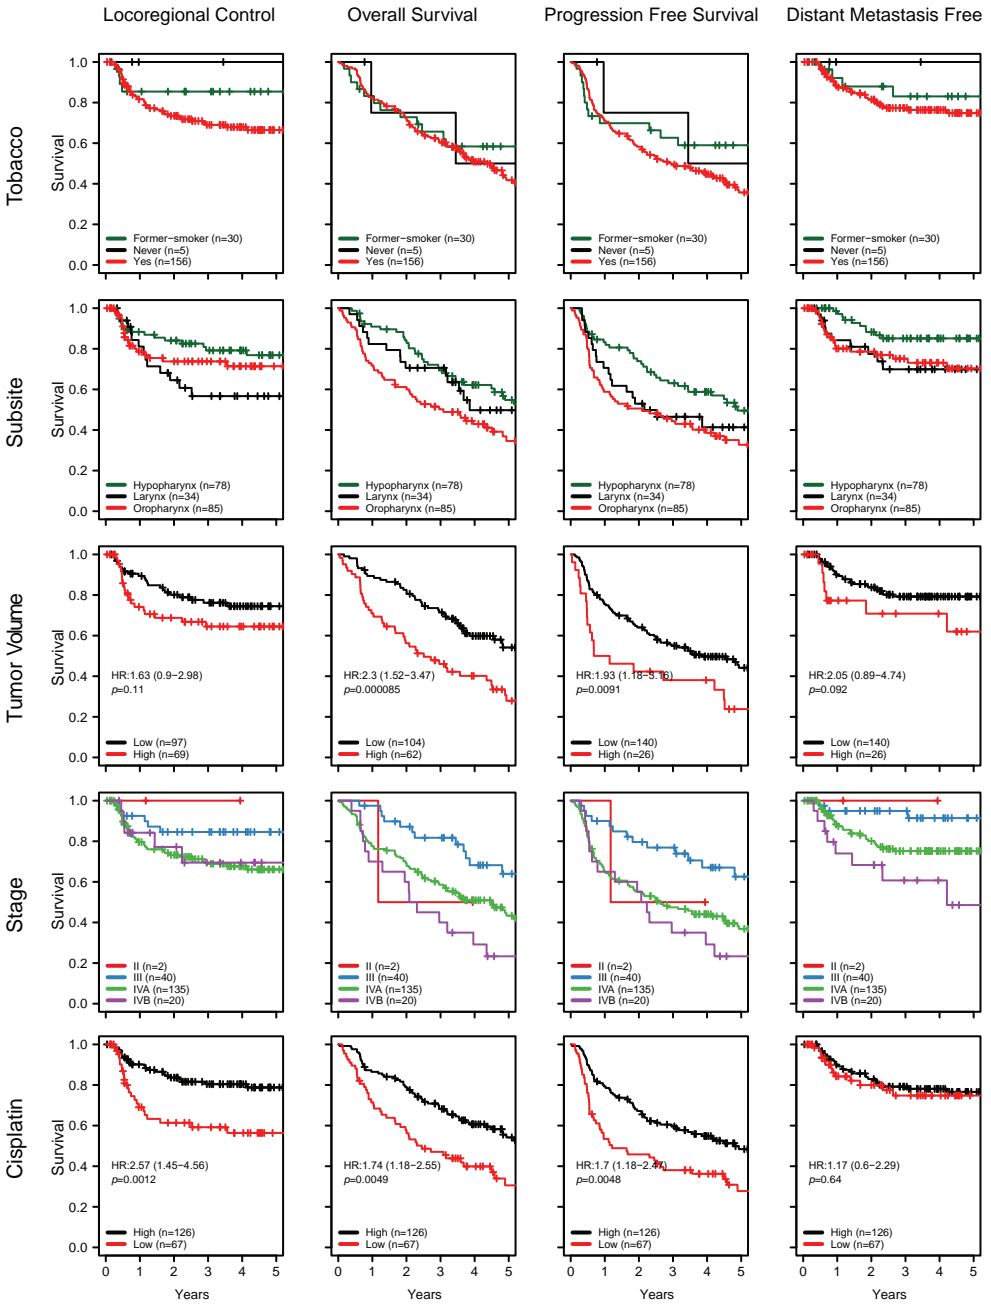 Locoregional Control Overall Survival Progression Free Survival Distant Metastasis Free
Tobacco
Survival
1.0
0.8
0.6
0.4
0.2
0.0
Former−smoker (n=30)
Never (n=5)
Yes (n=156)
Former−smoker (n=30)
Never (n=5)
Yes (n=156)
Former−smoker (n=30)
Never (n=5)
Yes (n=156)
Former−smoker (n=30)
Never (n=5)
Yes (n=156)
Subsite
Survival
1.0
0.8
0.6
0.4
0.2
0.0
Hypopharynx (n=78)
Larynx (n=34)
Oropharynx (n=85)
Hypopharynx (n=78)
Larynx (n=34)
Oropharynx (n=85)
Hypopharynx (n=78)
Larynx (n=34)
Oropharynx (n=85)
Hypopharynx (n=78)
Larynx (n=34)
Oropharynx (n=85)
Tumor Volume
Survival
1.0
0.8
0.6
0.4
0.2
0.0
HR:1.63 (0.9−2.98)
p=0.11
Low (n=97)
High (n=69)
HR:2.3 (1.52−3.47)
p=0.000085
Low (n=104)
High (n=62)
HR:1.93 (1.18−3.16)
p=0.0091
Low (n=140)
High (n=26)
HR:2.05 (0.89−4.74)
p=0.092
Low (n=140)
High (n=26)
Stage
Survival
1.0
0.8
0.6
0.4
0.2
0.0
II (n=2)
III (n=40)
IVA (n=135)
IVB (n=20)
II (n=2)
III (n=40)
IVA (n=135)
IVB (n=20)
II (n=2)
III (n=40)
IVA (n=135)
IVB (n=20)
II (n=2)
III (n=40)
IVA (n=135)
IVB (n=20)
Cisplatin
Survival
1.0
0.8
0.6
0.4
0.2
0.0
HR:2.57 (1.45−4.56)
p=0.0012
High (n=126)
Low (n=67)
HR:1.74 (1.18−2.55)
p=0.0049
High (n=126)
Low (n=67)
HR:1.7 (1.18−2.47)
p=0.0048
High (n=126)
Low (n=67)
HR:1.17 (0.6−2.29)
p=0.64
High (n=126)
Low (n=67)
0 1 2 3 4 5 0 1 2 3 4 5 0 1 2 3 4 5 0 1 2 3 4 5
Years Years Years Years